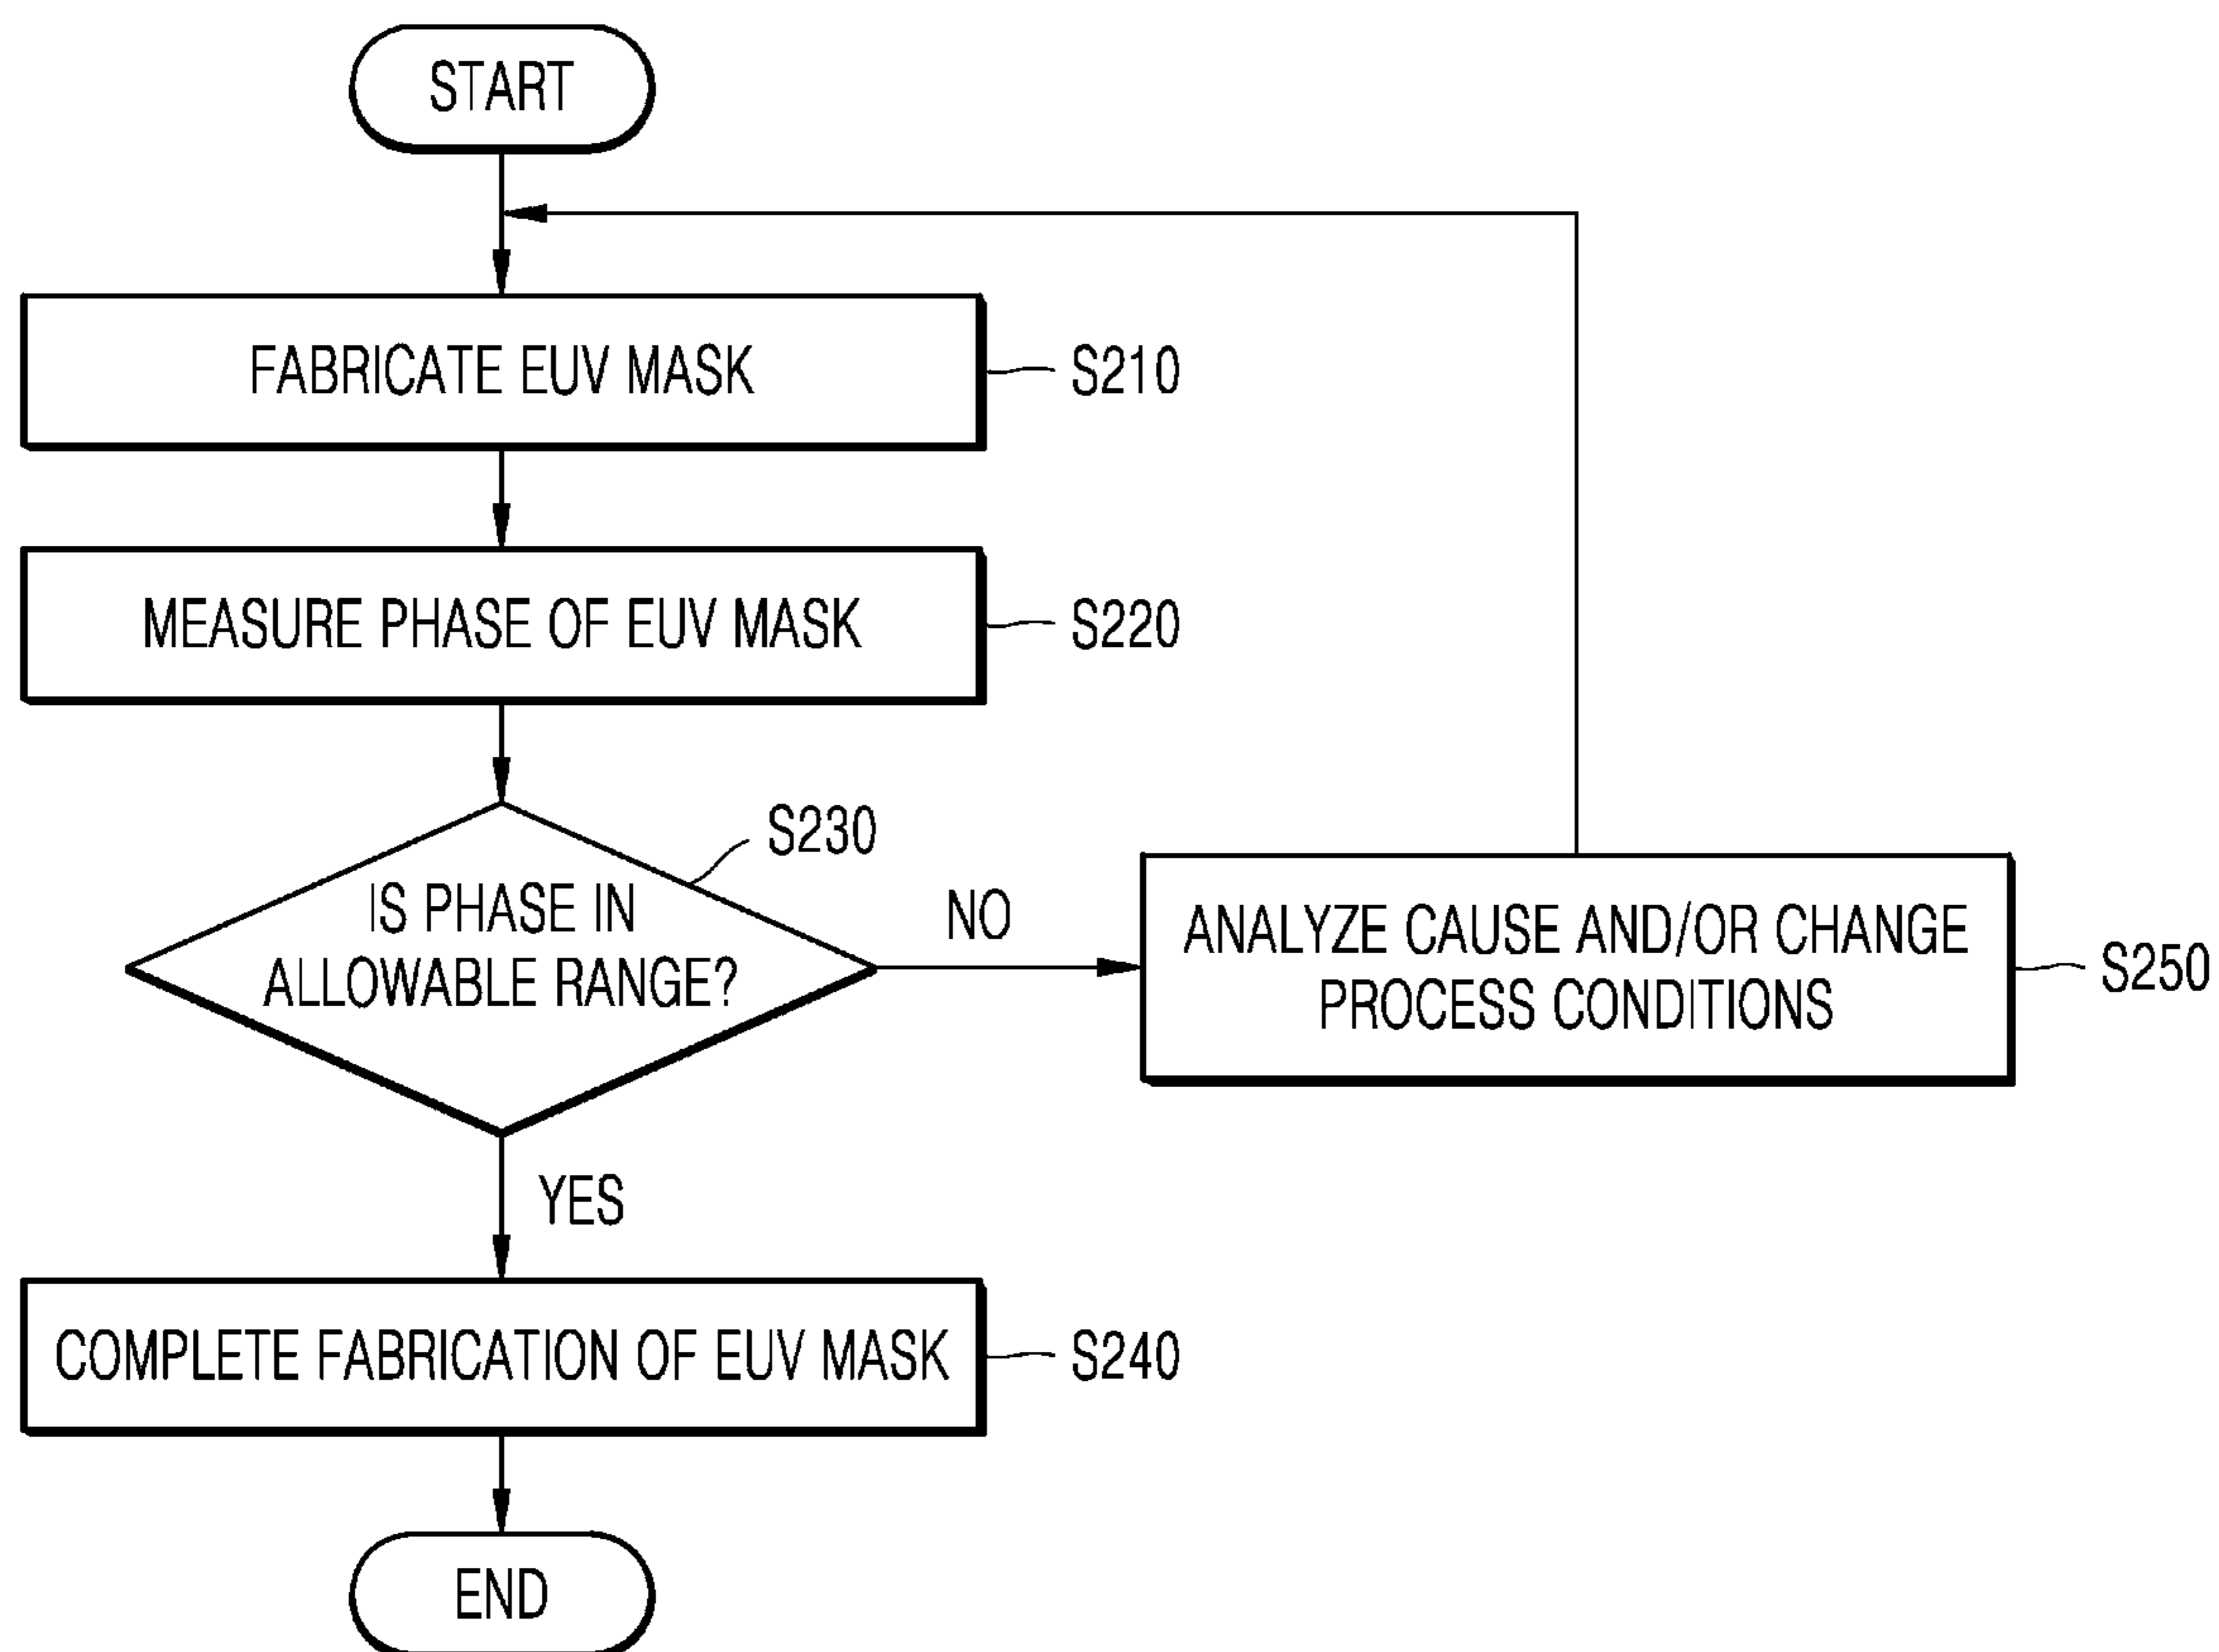 START
FABRICATE EUV MASK
S210
MEASURE PHASE OF EUV MASK
S220
S230
IS PHASE IN
ALLOWABLE RANGE?
NO
ANALYZE CAUSE AND/OR CHANGE
PROCESS CONDITIONS
S250
YES
COMPLETE FABRICATION OF EUV MASK
S240
END